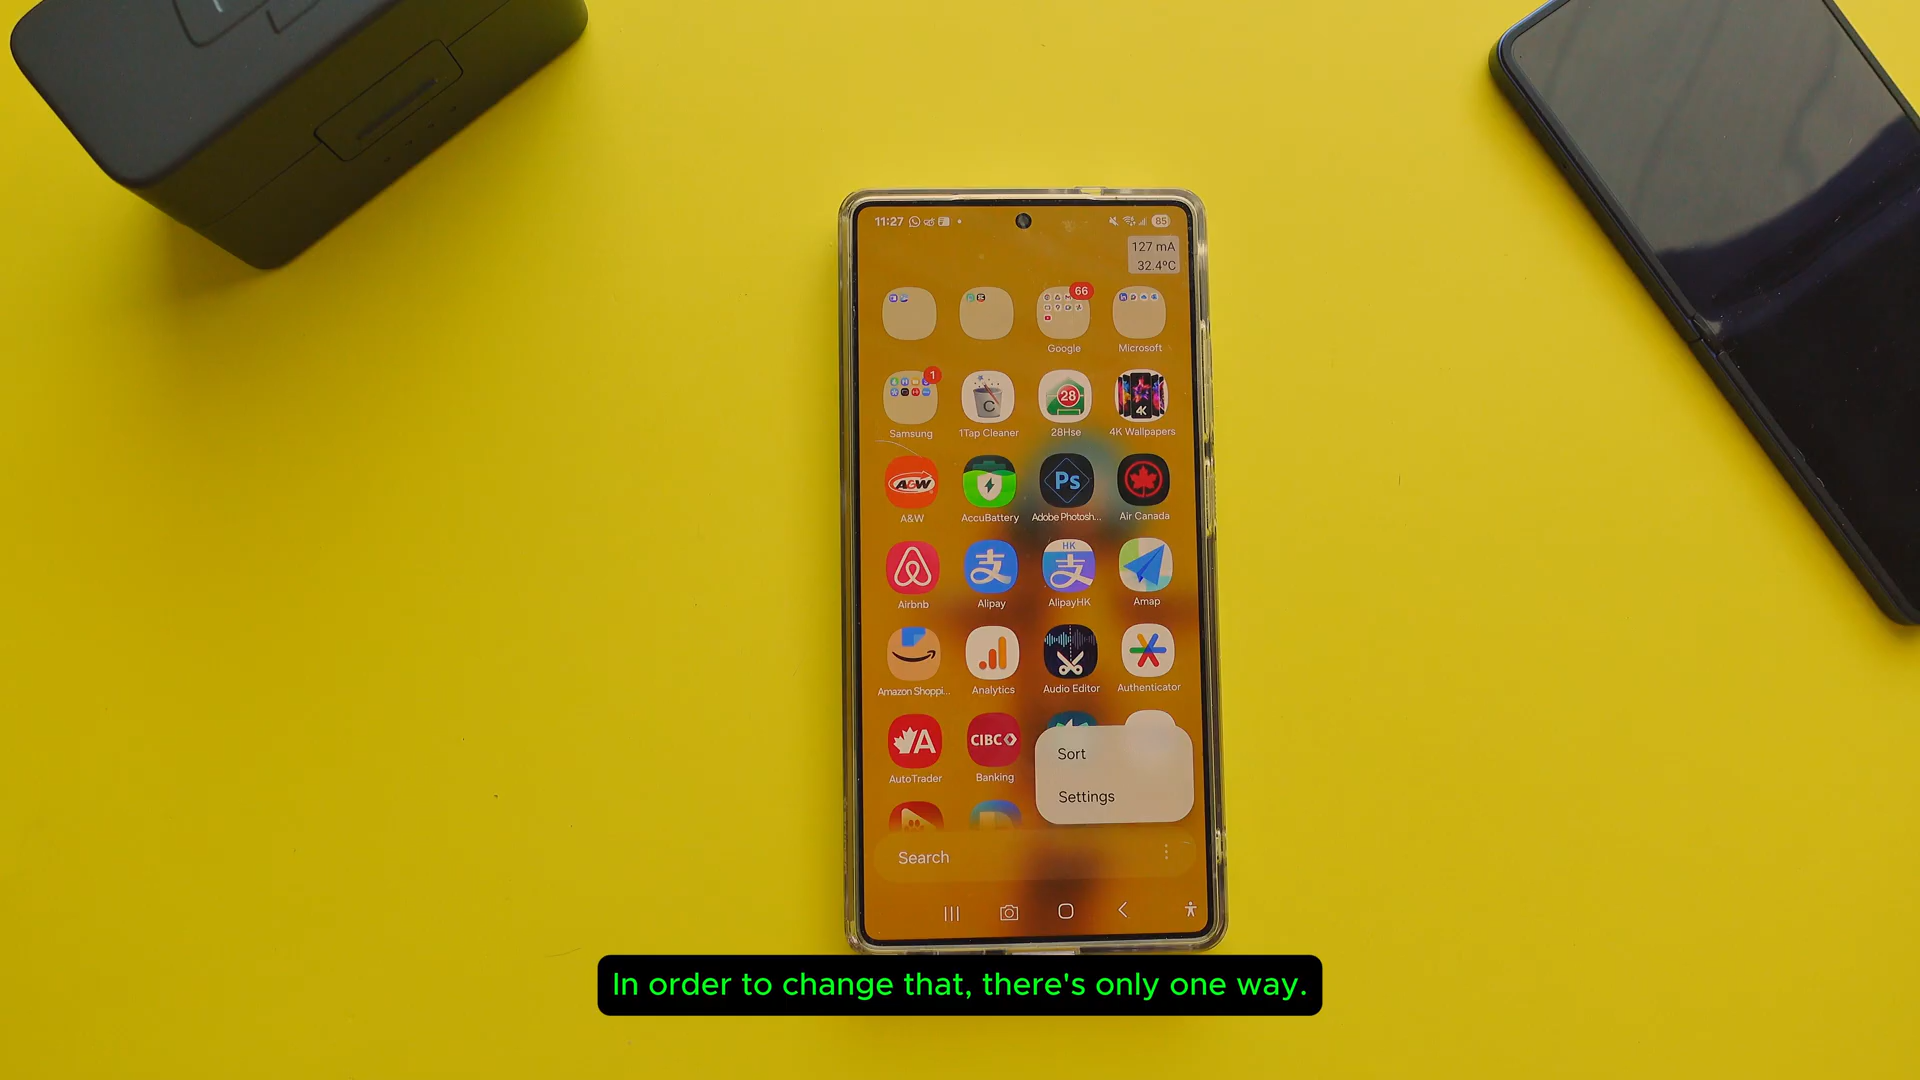 11:27
85
127 mA
32.4°C
66
Google
Microsoft
1
C
28
4K
Samsung
1Tap Cleaner
28Hse
4K Wallpapers
A&W
Ps
A&W
AccuBattery
Adobe Photosh...
Air Canada
支
HK
支
Airbnb
Alipay
AlipayHK
Amap
Amazon Shoppi...
Analytics
Audio Editor
Authenticator
A
CIBC
AutoTrader
Banking
Sort
Settings
Search
In order to change that, there's only one way.